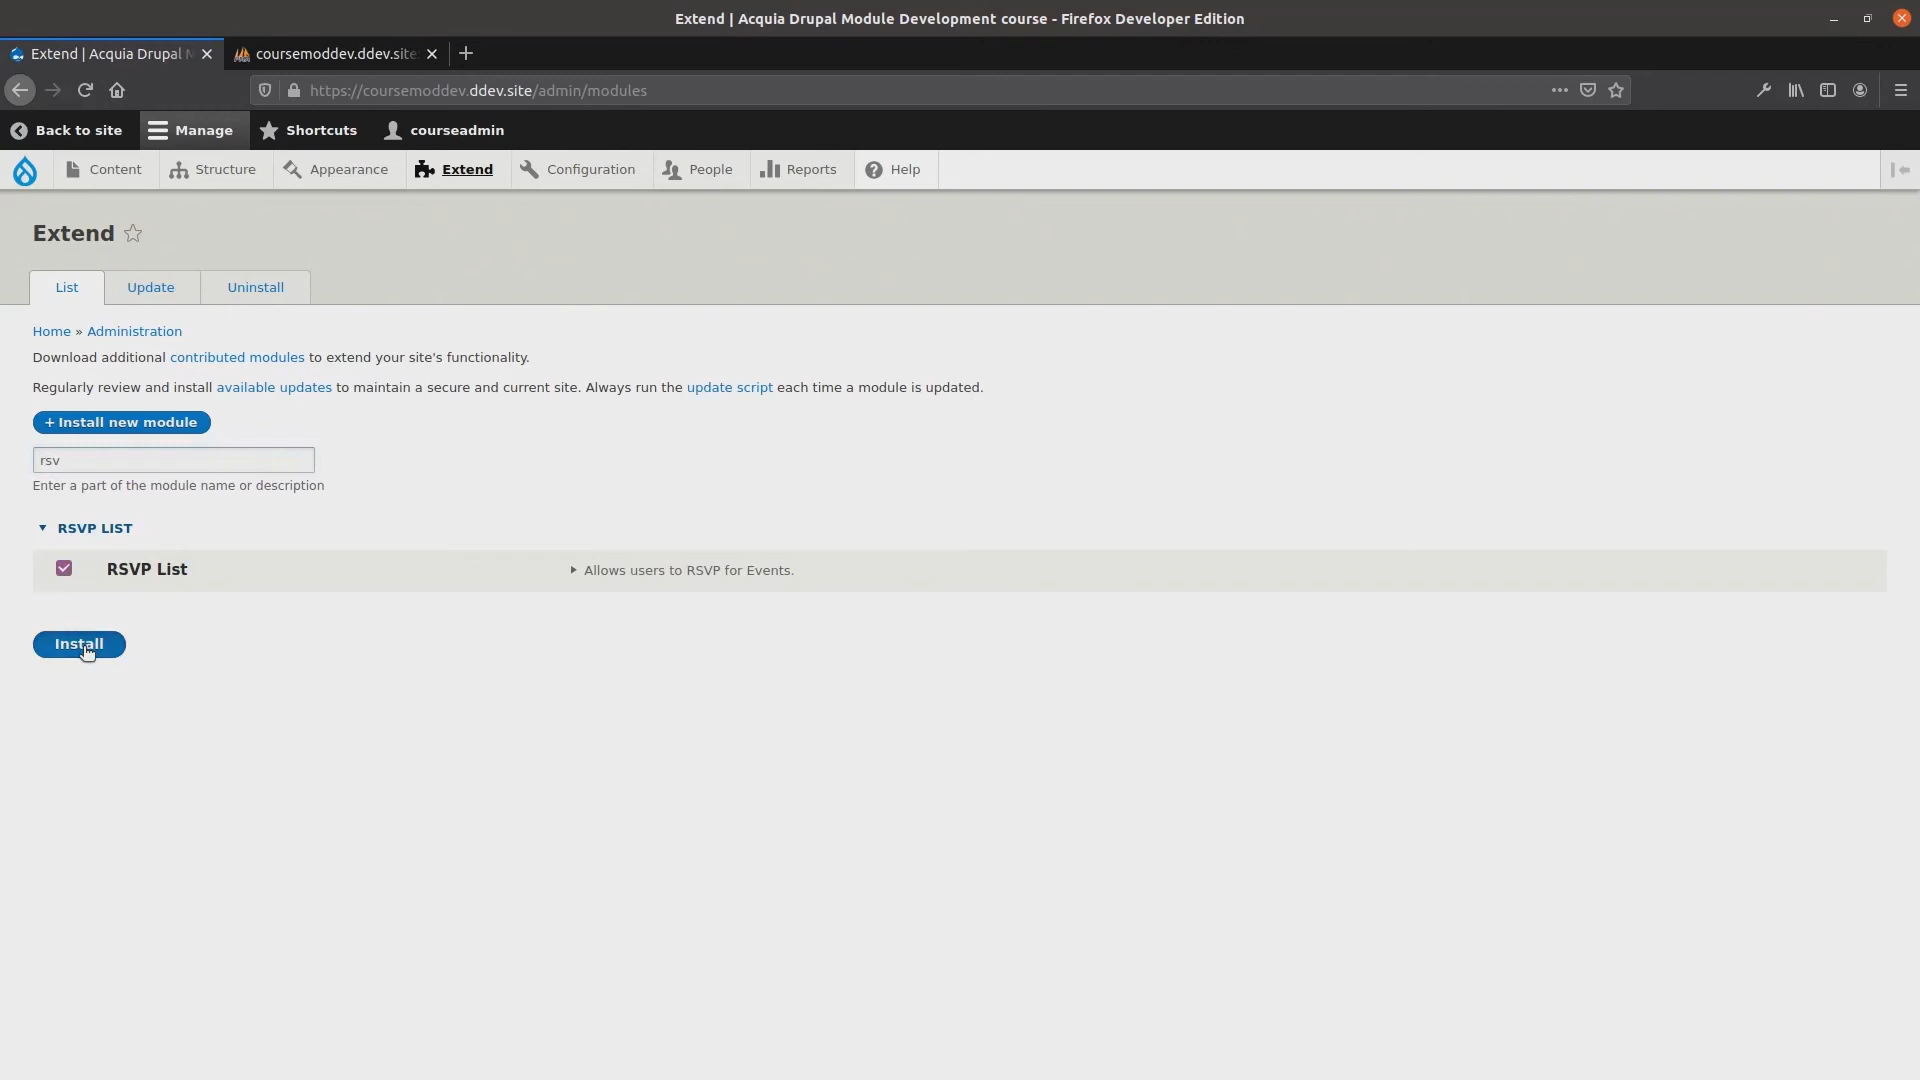 Extend | Acquia Drupal Module Development course - Firefox Developer Edition
Extend | Acquia Drupal
coursemoddev.ddev.site
https://coursemoddev.ddev.site/admin/modules
Back to site
Manage
Shortcuts
courseadmin
Content
Structure
Appearance
Extend
Configuration
People
Reports
Help
Extend
List
Update
Uninstall
Home » Administration
Download additional contributed modules to extend your site's functionality.
Regularly review and install available updates to maintain a secure and current site. Always run the update script each time a module is updated.
+ Install new module
rsv
Enter a part of the module name or description
RSVP LIST
RSVP List
Allows users to RSVP for Events.
Install